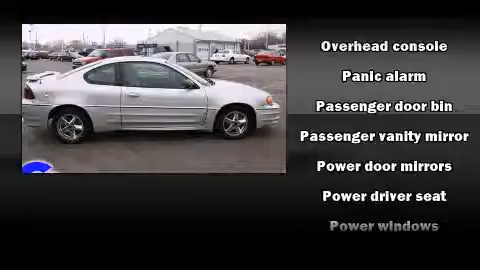 Overhead console
Panic alarm
Passenger door bin
Passenger vanity mirror
Power door mirrors
Power driver seat
Power windows